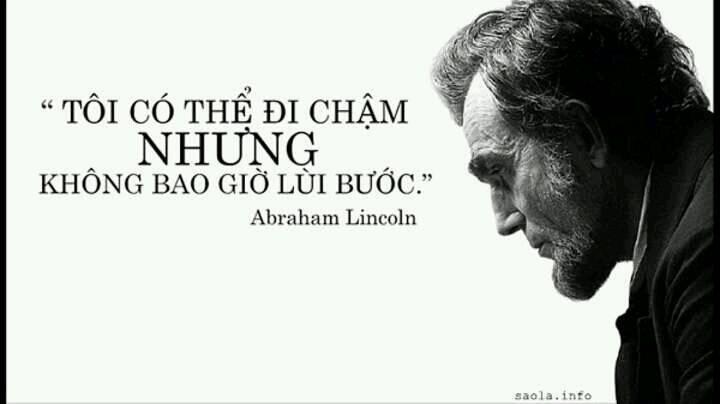 “ TÔI CÓ THỂ ĐI CHẬM
NHƯNG
KHÔNG BAO GIỜ LÙI BƯỚC.”
Abraham Lincoln
saola.info